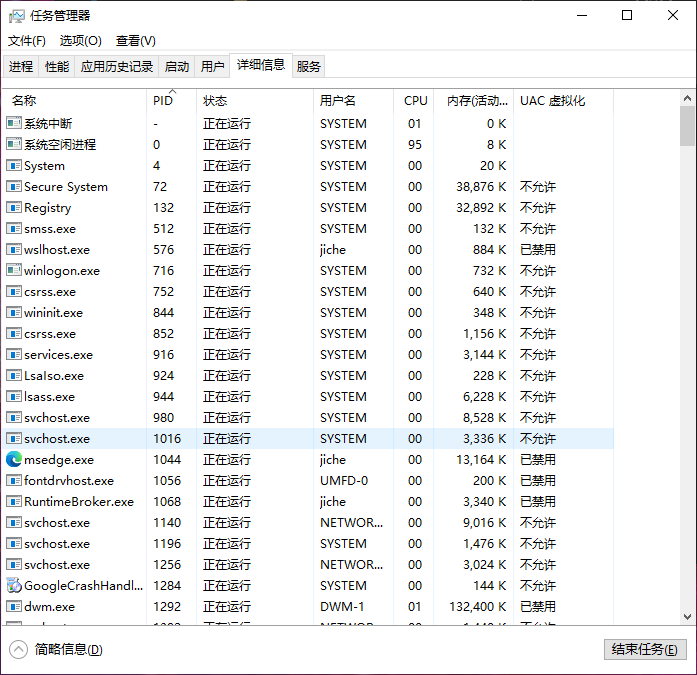 任务管理器
文件(F) 选项(O) 查看(V)
进程 性能 应用历史记录 启动 用户 详细信息 服务
名称 PID 状态 用户名 CPU 内存(活动... UAC 虚拟化
系统中断 - 正在运行 SYSTEM 01 0 K
系统空闲进程 0 正在运行 SYSTEM 95 8 K
System 4 正在运行 SYSTEM 00 20 K
Secure System 72 正在运行 SYSTEM 00 38,876 K 不允许
Registry 132 正在运行 SYSTEM 00 32,892 K 不允许
smss.exe 512 正在运行 SYSTEM 00 132 K 不允许
wslhost.exe 576 正在运行 jiche 00 884 K 已禁用
winlogon.exe 716 正在运行 SYSTEM 00 732 K 不允许
csrss.exe 752 正在运行 SYSTEM 00 640 K 不允许
wininit.exe 844 正在运行 SYSTEM 00 348 K 不允许
csrss.exe 852 正在运行 SYSTEM 00 1,156 K 不允许
services.exe 916 正在运行 SYSTEM 00 3,144 K 不允许
LsaIso.exe 924 正在运行 SYSTEM 00 228 K 不允许
lsass.exe 944 正在运行 SYSTEM 00 6,228 K 不允许
svchost.exe 980 正在运行 SYSTEM 00 8,528 K 不允许
svchost.exe 1016 正在运行 SYSTEM 00 3,336 K 不允许
msedge.exe 1044 正在运行 jiche 00 13,164 K 已禁用
fontdrvhost.exe 1056 正在运行 UMFD-0 00 200 K 已禁用
RuntimeBroker.exe 1068 正在运行 jiche 00 3,340 K 已禁用
svchost.exe 1140 正在运行 NETWOR... 00 9,016 K 不允许
svchost.exe 1196 正在运行 SYSTEM 00 1,476 K 不允许
svchost.exe 1256 正在运行 NETWOR... 00 3,024 K 不允许
GoogleCrashHandl... 1284 正在运行 SYSTEM 00 144 K 不允许
dwm.exe 1292 正在运行 DWM-1 01 132,400 K 已禁用
简略信息(D) 结束任务(E)